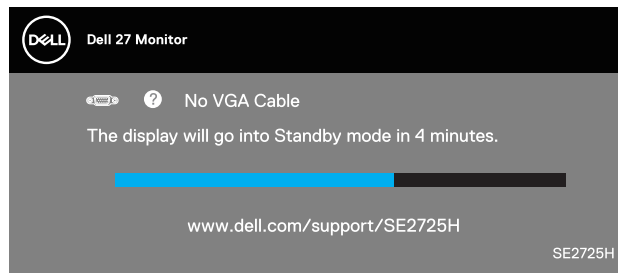 DELL
Dell 27 Monitor
? No VGA Cable
The display will go into Standby mode in 4 minutes.
www.dell.com/support/SE2725H
SE2725H